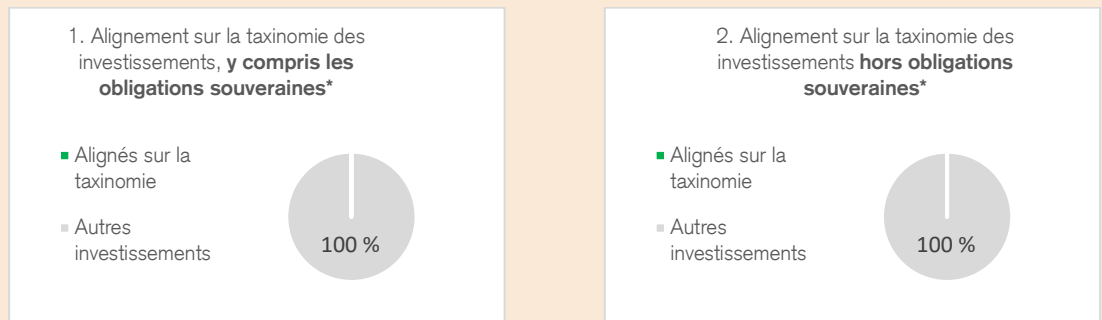 1. Alignement sur la taxinomie des
investissements, y compris les
obligations souveraines*
Alignés sur la
taxinomie
Autres
investissements
100 %
2. Alignement sur la taxinomie des
investissements hors obligations
souveraines*
Alignés sur la
taxinomie
Autres
investissements
100 %